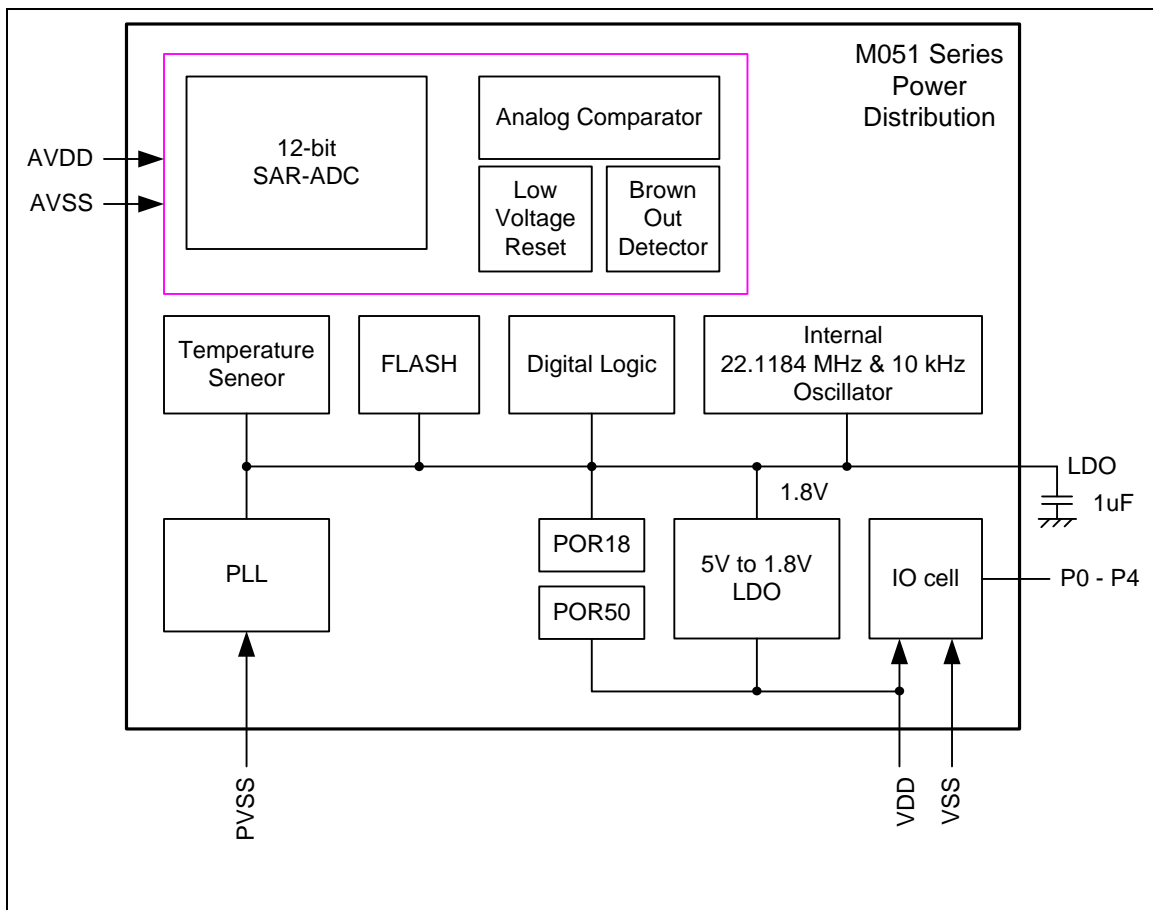 M051 Series
Power
Distribution
AVDD
AVSS
12-bit
SAR-ADC
Analog Comparator
Low
Voltage
Reset
Brown
Out
Detector
Temperature
Seneor
FLASH
Digital Logic
Internal
22.1184 MHz & 10 kHz
Oscillator
LDO
1.8V
1uF
PLL
POR18
POR50
5V to 1.8V
LDO
IO cell
P0 - P4
PVSS
VDD
VSS